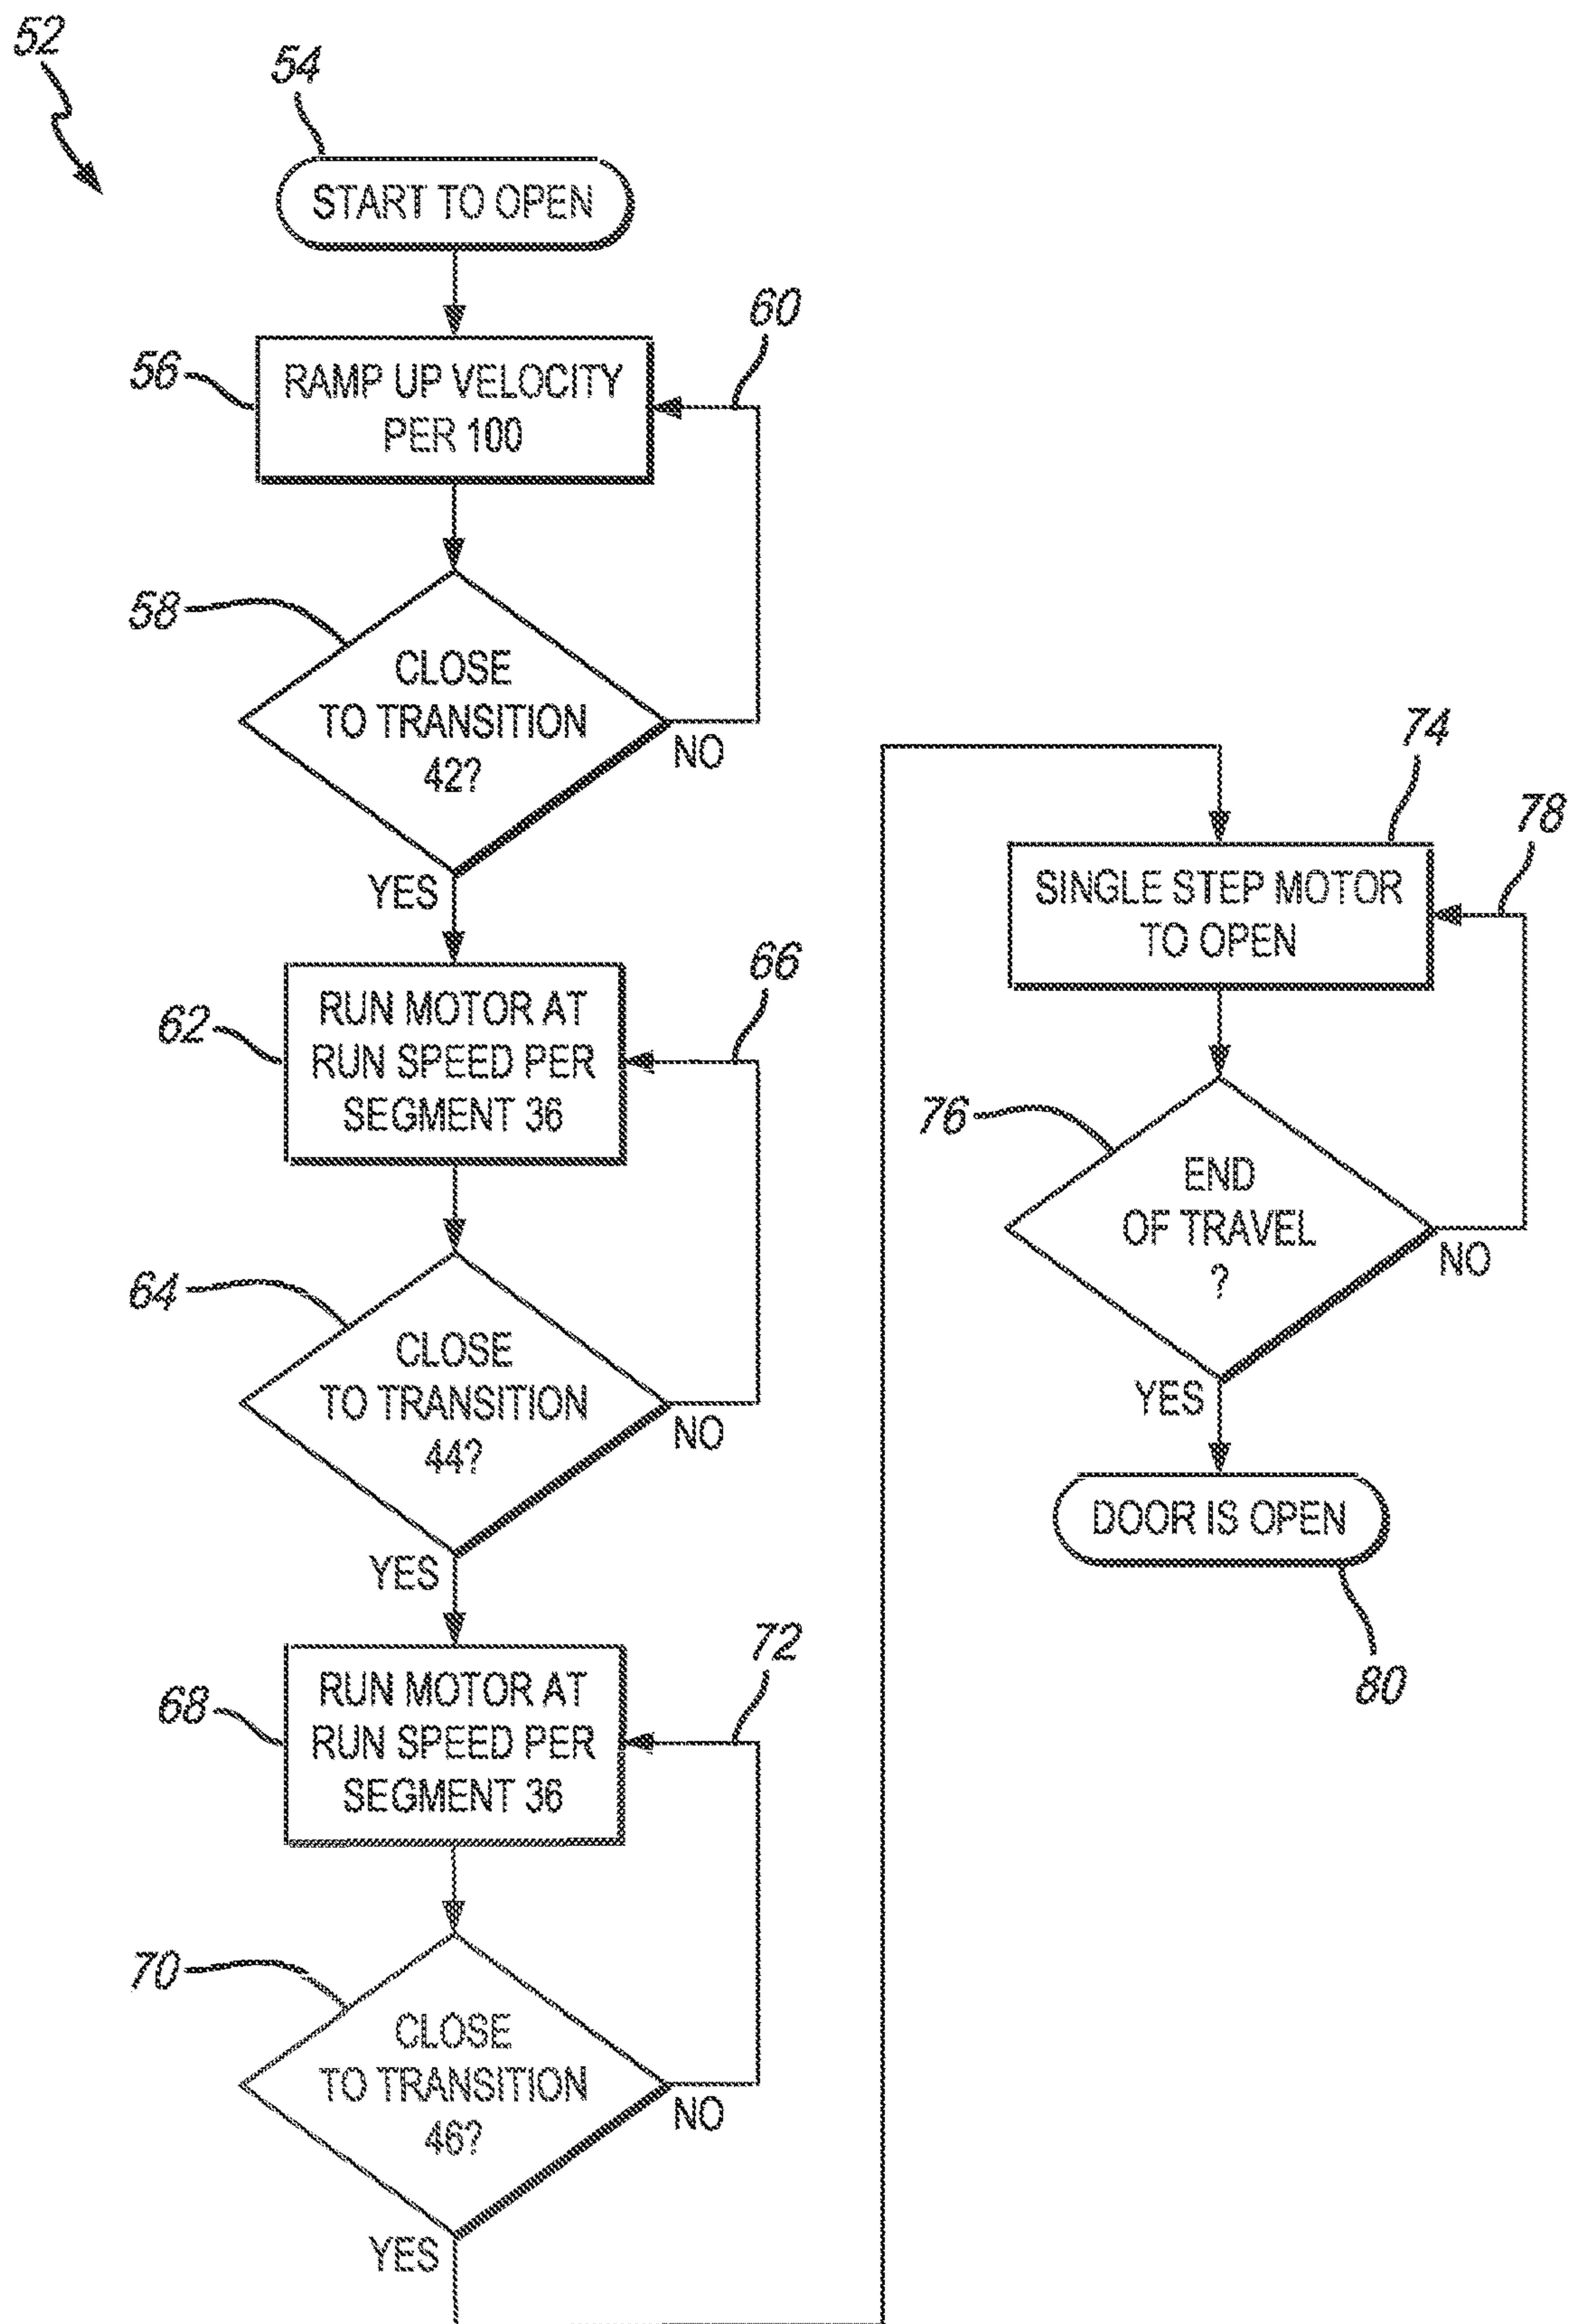 52
54
START TO OPEN
60
56
RAMP UP VELOCITY
PER 100
58
CLOSE
TO TRANSITION
42?
NO
YES
66
62
RUN MOTOR AT
RUN SPEED PER
SEGMENT 36
64
CLOSE
TO TRANSITION
44?
NO
YES
72
68
RUN MOTOR AT
RUN SPEED PER
SEGMENT 36
70
CLOSE
TO TRANSITION
46?
NO
YES
74
78
SINGLE STEP MOTOR
TO OPEN
76
END
OF TRAVEL
?
NO
YES
DOOR IS OPEN
80